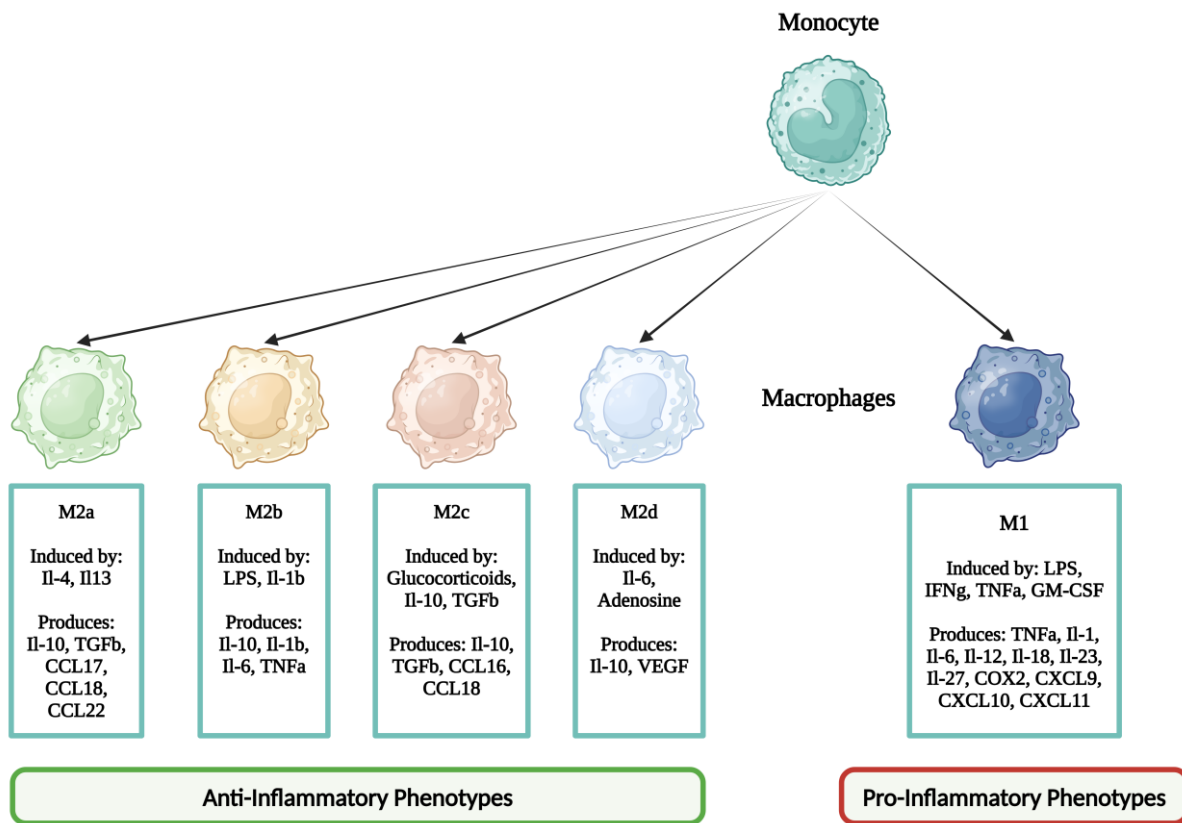 Monocyte
Macrophages
M2a
Induced by:
Il-4, Il13
Produces:
Il-10, TGFb,
CCL17,
CCL18,
CCL22
M2b
Induced by:
LPS, Il-1b
Produces:
Il-10, Il-1b,
Il-6, TNFa
M2c
Induced by:
Glucocorticoids,
Il-10, TGFb
Produces: Il-10,
TGFb, CCL16,
CCL18
M2d
Induced by:
Il-6,
Adenosine
Produces:
Il-10, VEGF
M1
Induced by: LPS,
IFNg, TNFa, GM-CSF
Produces: TNFa, Il-1,
Il-6, Il-12, Il-18, Il-23,
Il-27, COX2, CXCL9,
CXCL10, CXCL11
Anti-Inflammatory Phenotypes
Pro-Inflammatory Phenotypes